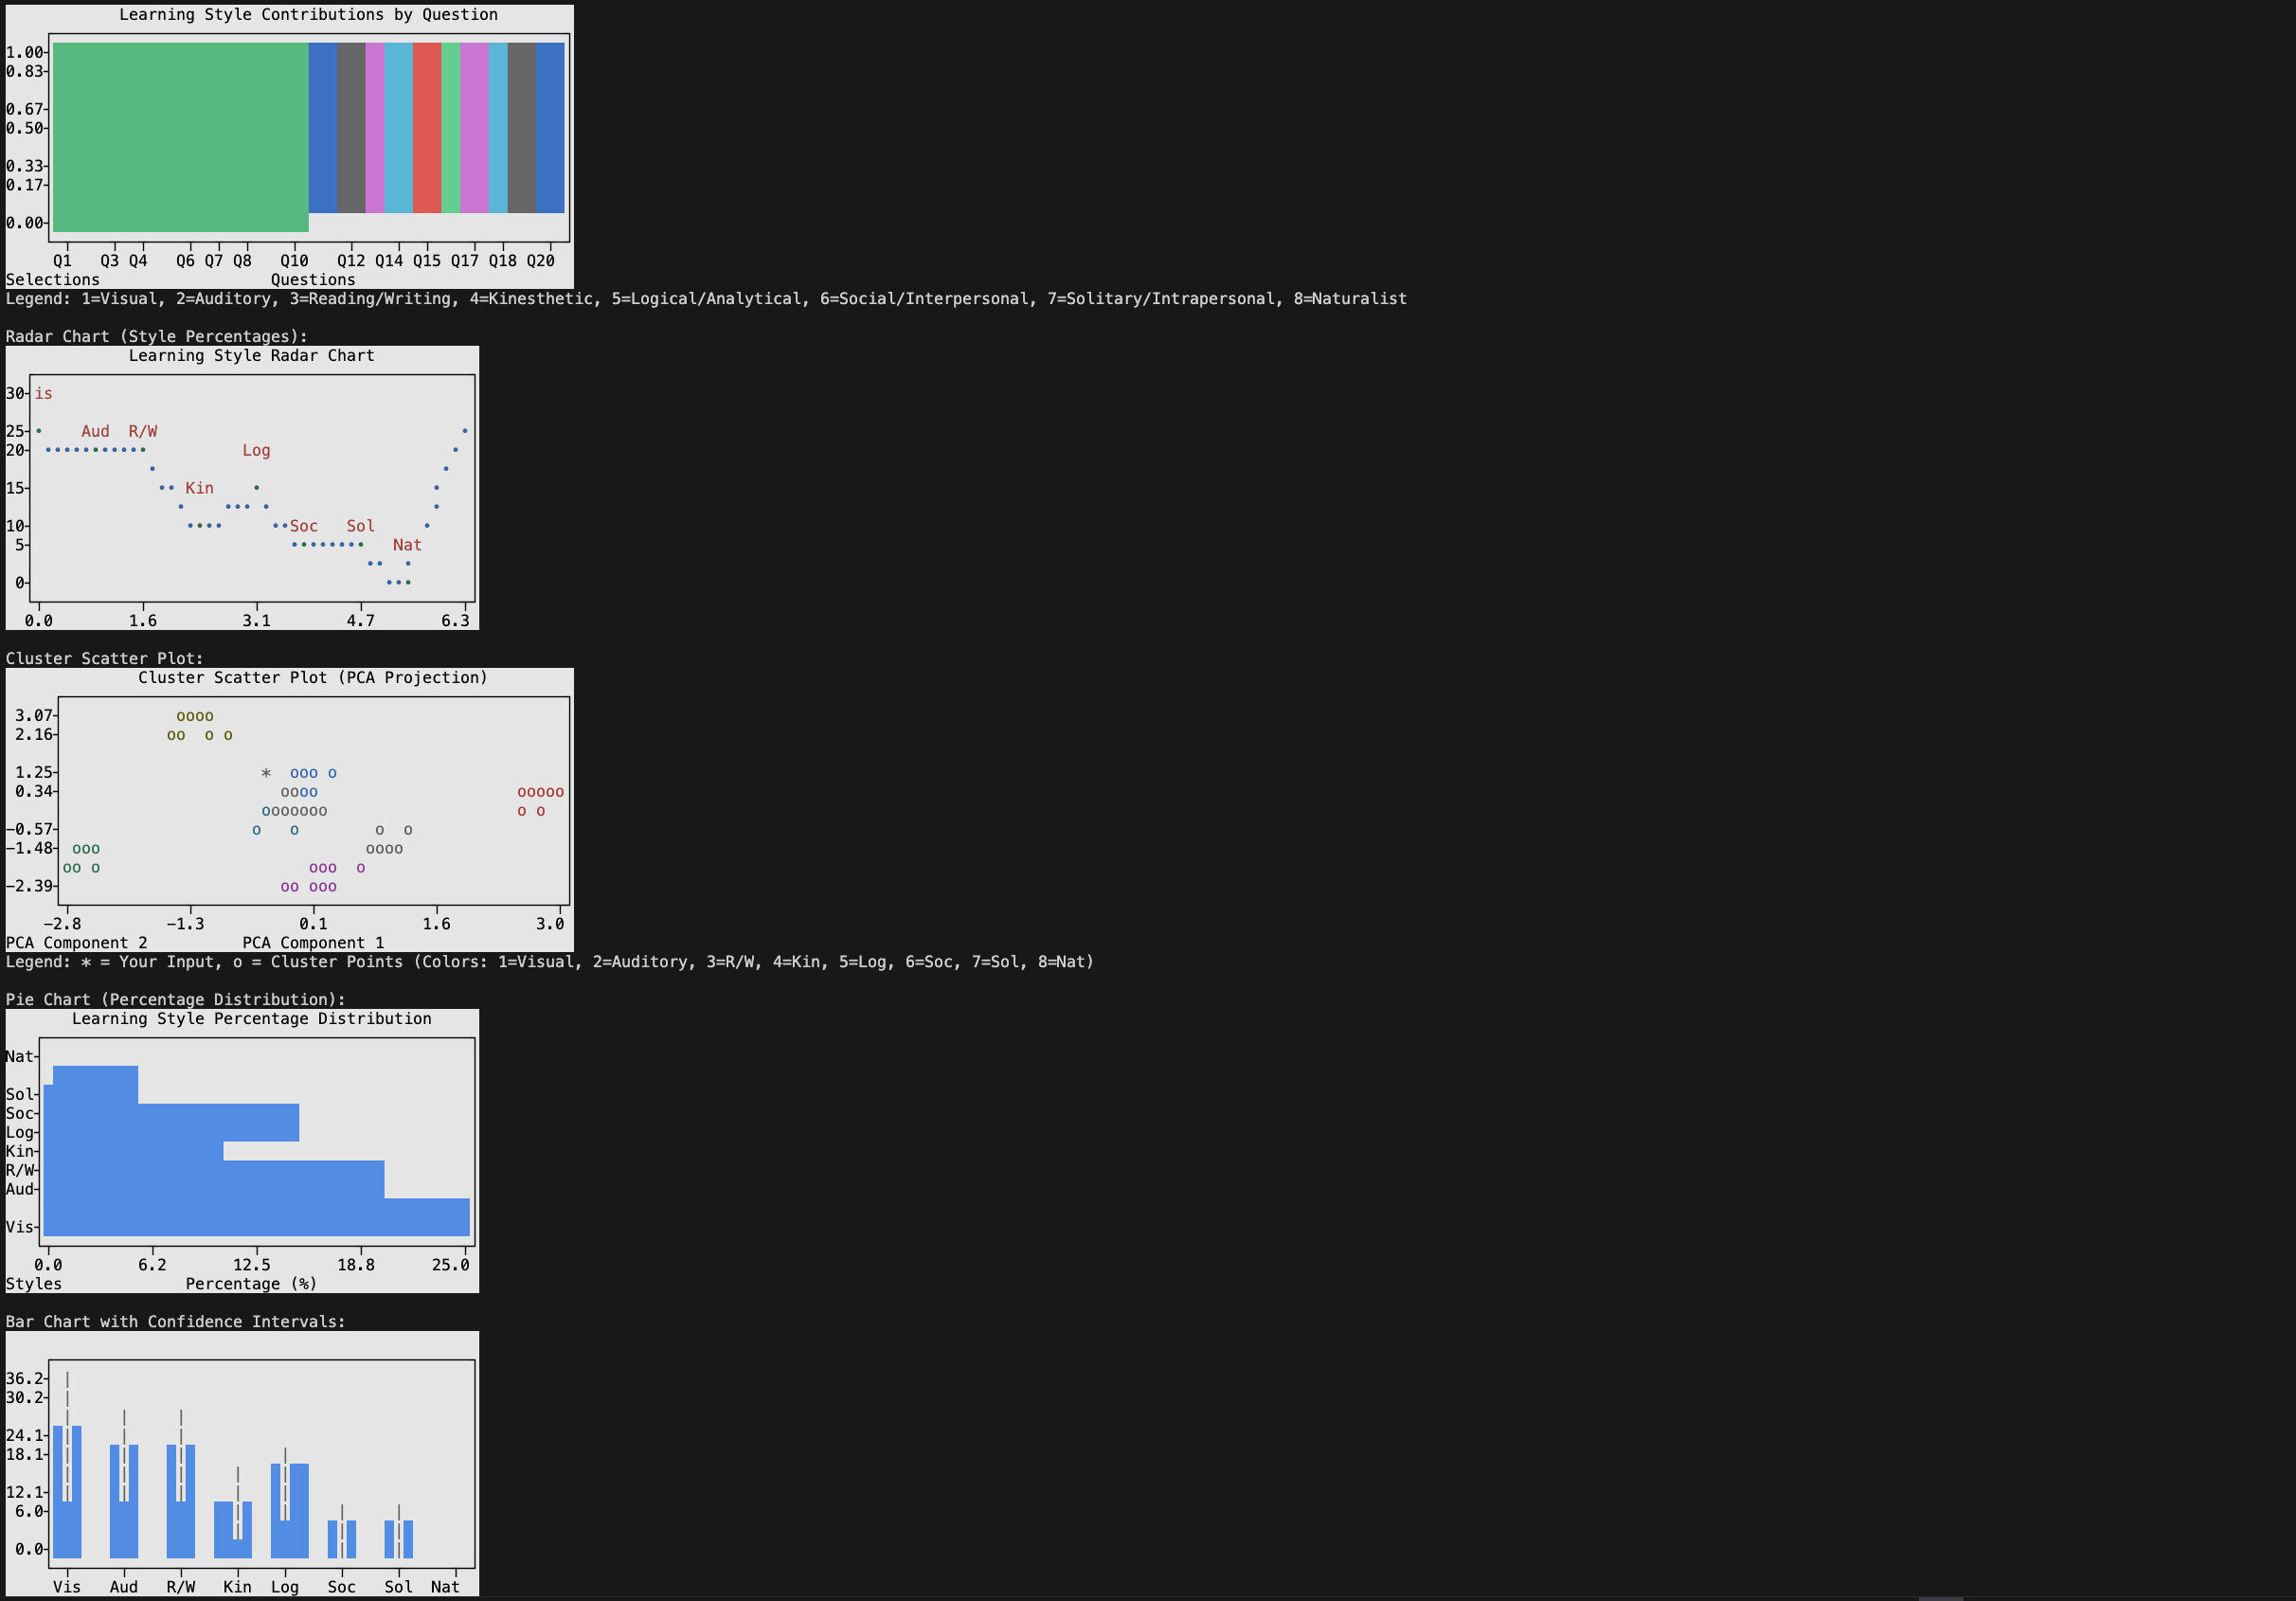 Learning Style Contributions by Question
1.00
0.83
0.67
0.50
0.33
0.17
0.00
Q1 Q3 Q4 Q6 Q7 Q8 Q10 Q12 Q14 Q15 Q17 Q18 Q20
Selections Questions
Legend: 1=Visual, 2=Auditory, 3=Reading/Writing, 4=Kinesthetic, 5=Logical/Analytical, 6=Social/Interpersonal, 7=Solitary/Intrapersonal, 8=Naturalist
Radar Chart (Style Percentages):
Learning Style Radar Chart
30 is
25 Aud R/W
20 Log
15 Kin
10 Soc Sol
5 Nat
0
0.0 1.6 3.1 4.7 6.3
Cluster Scatter Plot:
Cluster Scatter Plot (PCA Projection)
3.07 oooo
2.16 oo o o
1.25 * ooo o
0.34 oooo ooooo
ooooooo o o
-0.57 o o o o
-1.48 ooo oooo
oo o ooo o
-2.39 oo ooo
-2.8 -1.3 0.1 1.6 3.0
PCA Component 2 PCA Component 1
Legend: * = Your Input, o = Cluster Points (Colors: 1=Visual, 2=Auditory, 3=R/W, 4=Kin, 5=Log, 6=Soc, 7=Sol, 8=Nat)
Pie Chart (Percentage Distribution):
Learning Style Percentage Distribution
Nat
Sol
Soc
Log
Kin
R/W
Aud
Vis
0.0 6.2 12.5 18.8 25.0
Styles Percentage (%)
Bar Chart with Confidence Intervals:
36.2
30.2
24.1
18.1
12.1
6.0
0.0
Vis Aud R/W Kin Log Soc Sol Nat